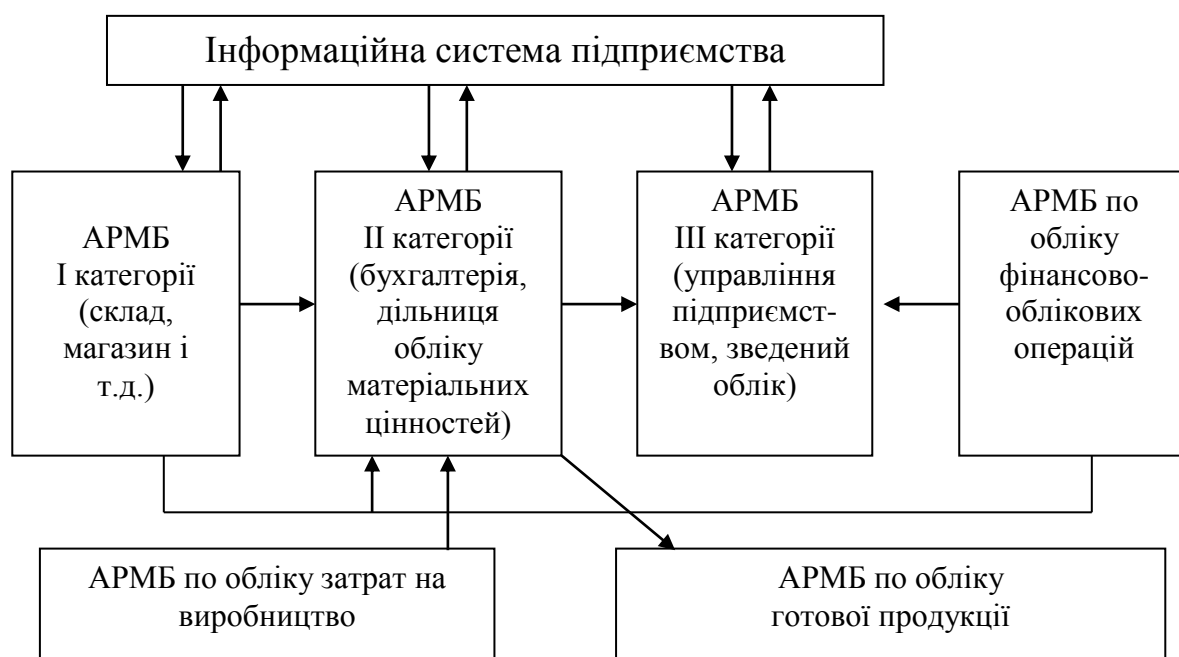 Інформаційна система підприємства
АРМБ
І категорії
(склад,
магазин і
т.д.)
АРМБ
ІІ категорії
(бухгалтерія,
дільниця
обліку
матеріальних
цінностей)
АРМБ
ІІІ категорії
(управління
підприємст-
вом, зведений
облік)
АРМБ по
обліку
фінансово-
облікових
операцій
АРМБ по обліку затрат на
виробництво
АРМБ по обліку
готової продукції